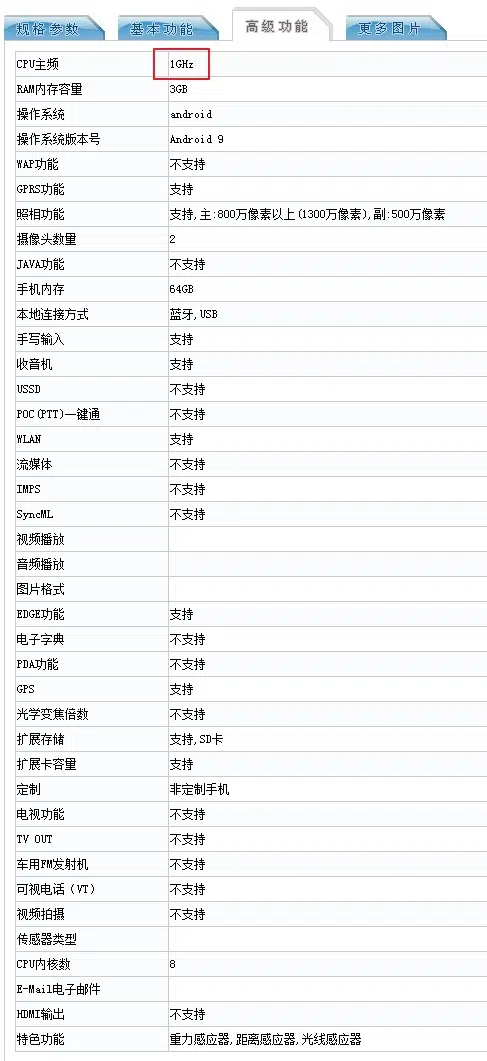 规格参数 基本功能 高级功能 更多图片
CPU主频 1GHz
RAM内存容量 3GB
操作系统 android
操作系统版本号 Android 9
WAP功能 不支持
GPRS功能 支持
照相功能 支持,主:800万像素以上(1300万像素),副:500万像素
摄像头数量 2
JAVA功能 不支持
手机内存 64GB
本地连接方式 蓝牙,USB
手写输入 支持
收音机 支持
USSD 不支持
POC(PTT)一键通 不支持
WLAN 支持
流媒体 不支持
IMPS 不支持
SyncML 不支持
视频播放
音频播放
图片格式
EDGE功能 支持
电子字典 不支持
PDA功能 不支持
GPS 支持
光学变焦倍数 不支持
扩展存储 支持,SD卡
扩展卡容量 支持
定制 非定制手机
电视功能 不支持
TV OUT 不支持
车用FM发射机 不支持
可视电话（VT） 不支持
视频拍摄 不支持
传感器类型
CPU内核数 8
E-Mail电子邮件
HDMI输出 不支持
特色功能 重力感应器,距离感应器,光线感应器